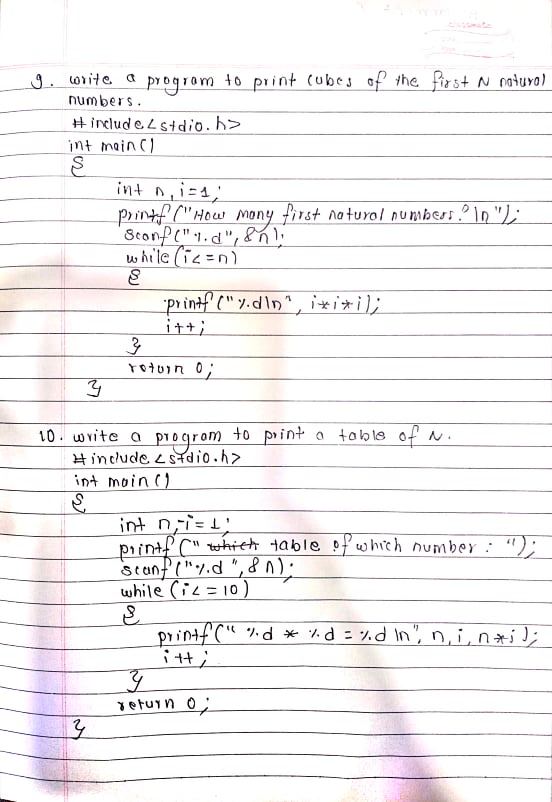 classmate
9. write a program to print cubes of the first N natural
numbers.
#include<stdio.h>
int main()
{
int n,i=1;
printf("How many first natural numbers?\n");
scanf("%d",&n);
while(i<=n)
{
printf("%d\n", i*i*i);
i++;
}
return 0;
}
10. write a program to print a table of N.
#include<stdio.h>
int main()
{
int n,i=1;
printf("which table of which number: ");
scanf("%d",&n);
while(i<=10)
{
printf("%d * %d = %d\n", n,i,n*i);
i++;
}
return 0;
}